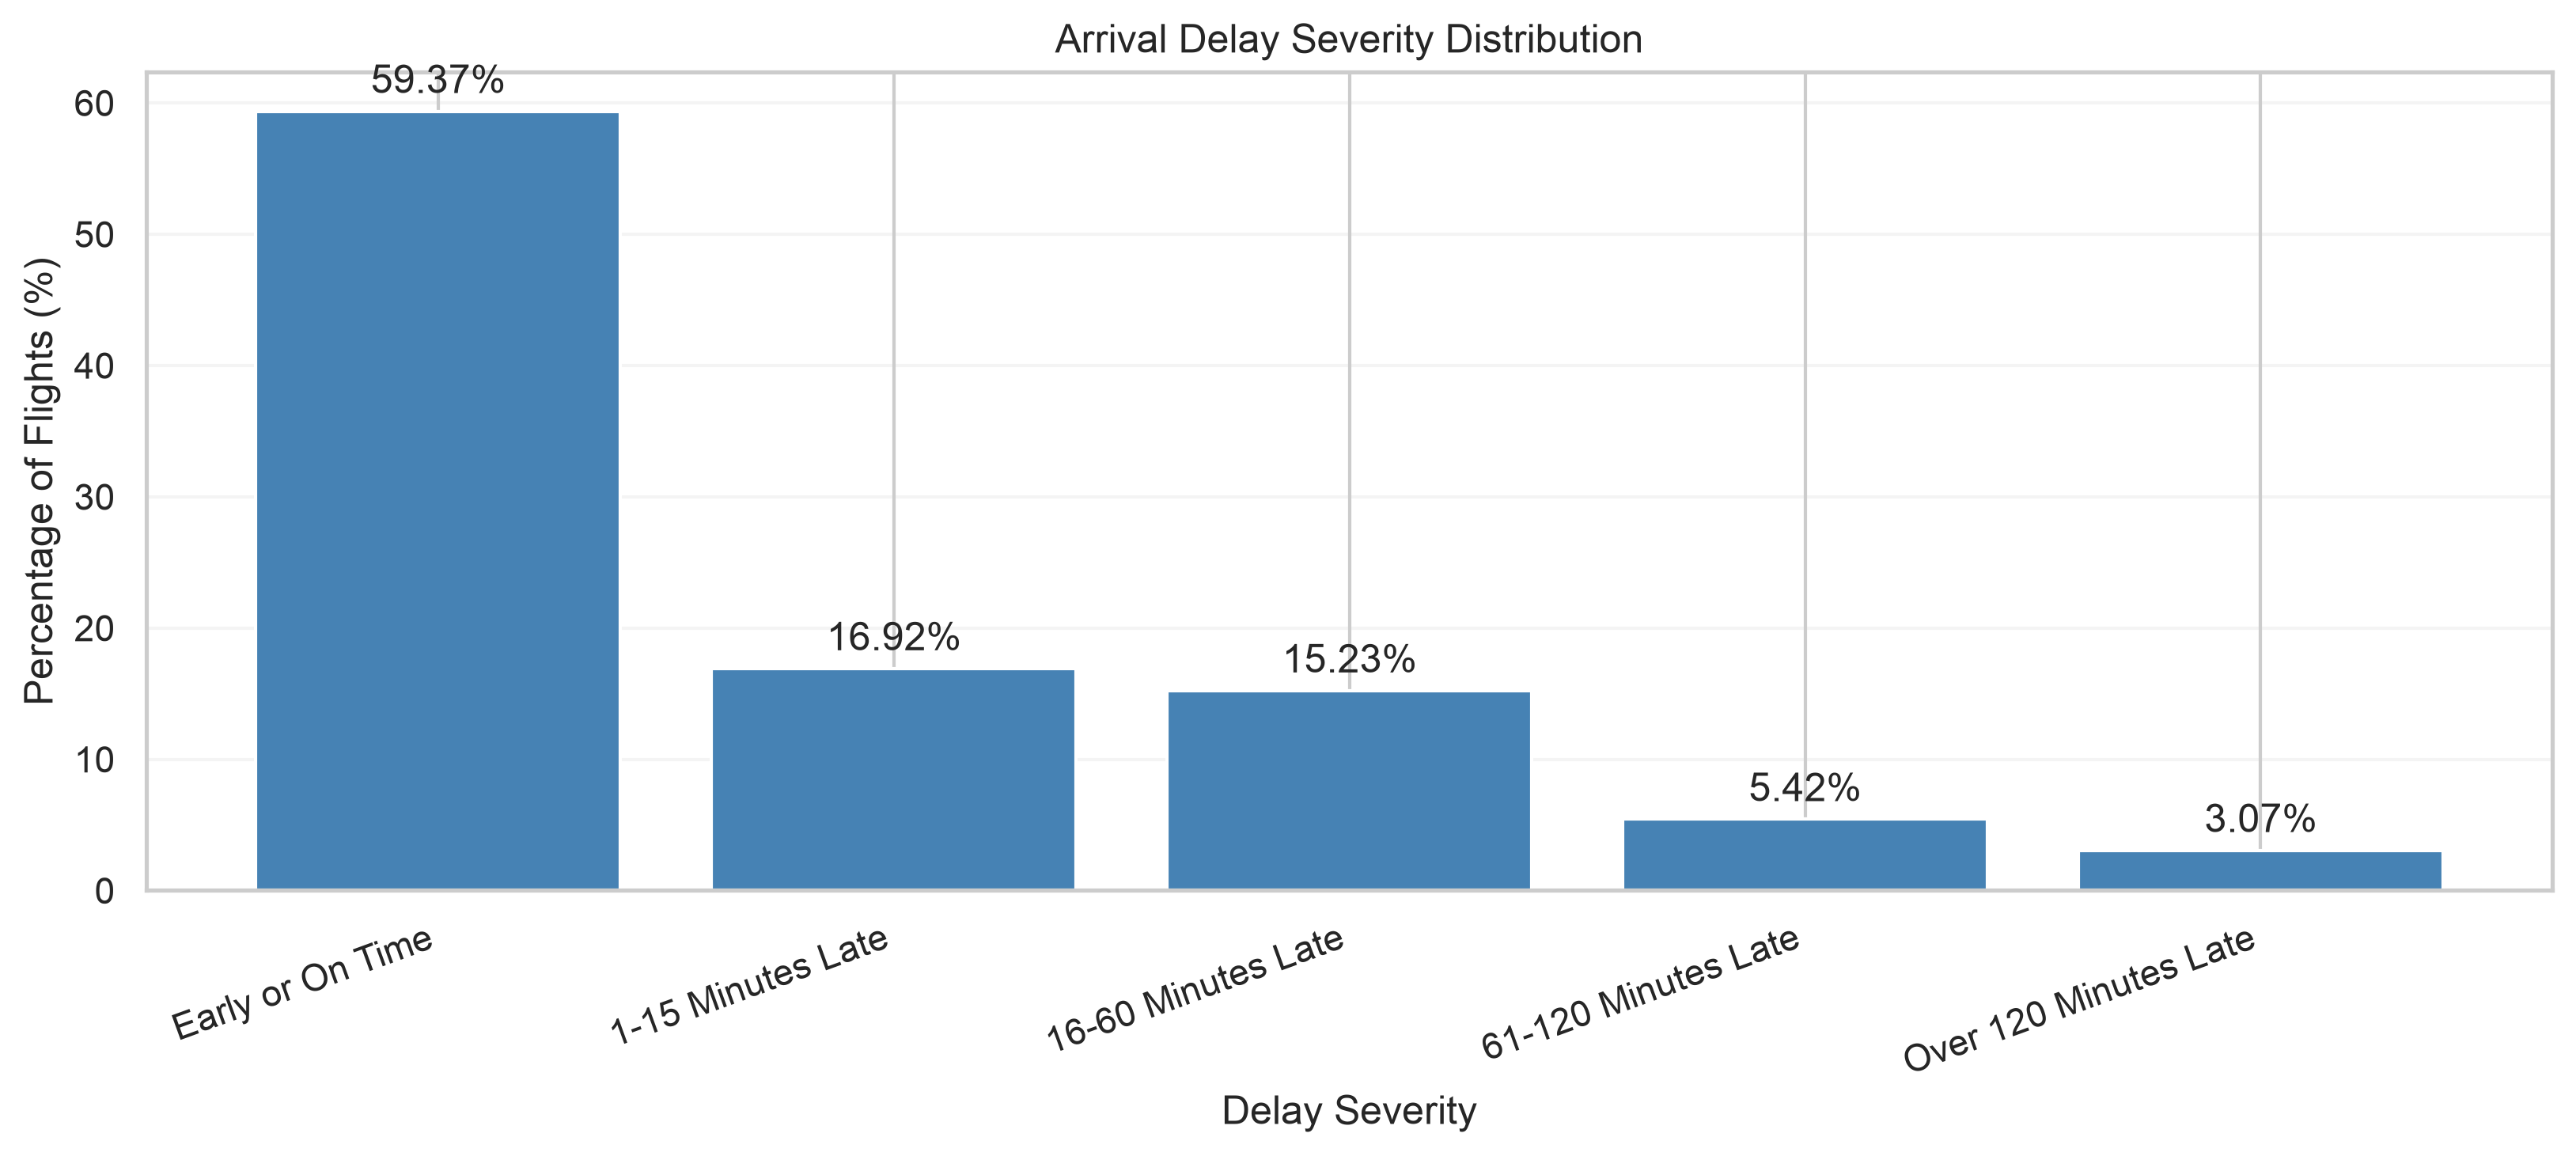 Arrival Delay Severity Distribution
59.37%
60
50
40
30
20
10
0
Percentage of Flights (%)
16.92%
15.23%
5.42%
3.07%
Early or On Time
1-15 Minutes Late
16-60 Minutes Late
61-120 Minutes Late
Over 120 Minutes Late
Delay Severity